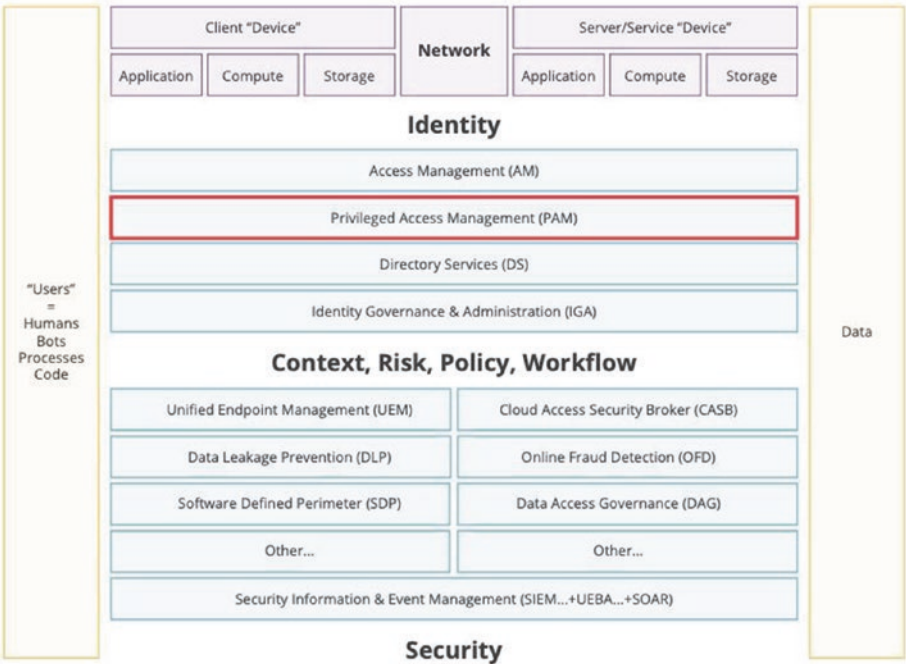 Client “Device”
Network
Server/Service “Device”
Application
Compute
Storage
Application
Compute
Storage
Identity
Access Management (AM)
Privileged Access Management (PAM)
Directory Services (DS)
Identity Governance & Administration (IGA)
“Users”
=
Humans
Bots
Processes
Code
Data
Context, Risk, Policy, Workflow
Unified Endpoint Management (UEM)
Cloud Access Security Broker (CASB)
Data Leakage Prevention (DLP)
Online Fraud Detection (OFD)
Software Defined Perimeter (SDP)
Data Access Governance (DAG)
Other...
Other...
Security Information & Event Management (SIEM...+UEBA...+SOAR)
Security